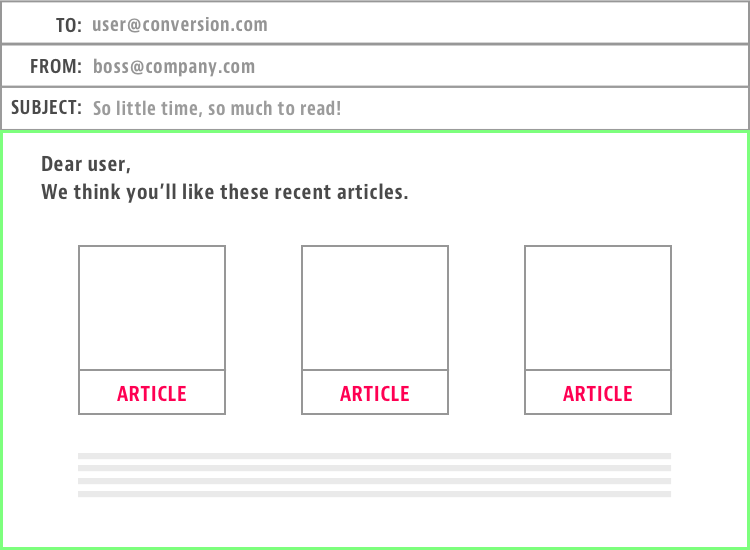 TO: user@conversion.com
FROM: boss@company.com
SUBJECT: So little time, so much to read!
Dear user,
We think you’ll like these recent articles.
ARTICLE ARTICLE ARTICLE